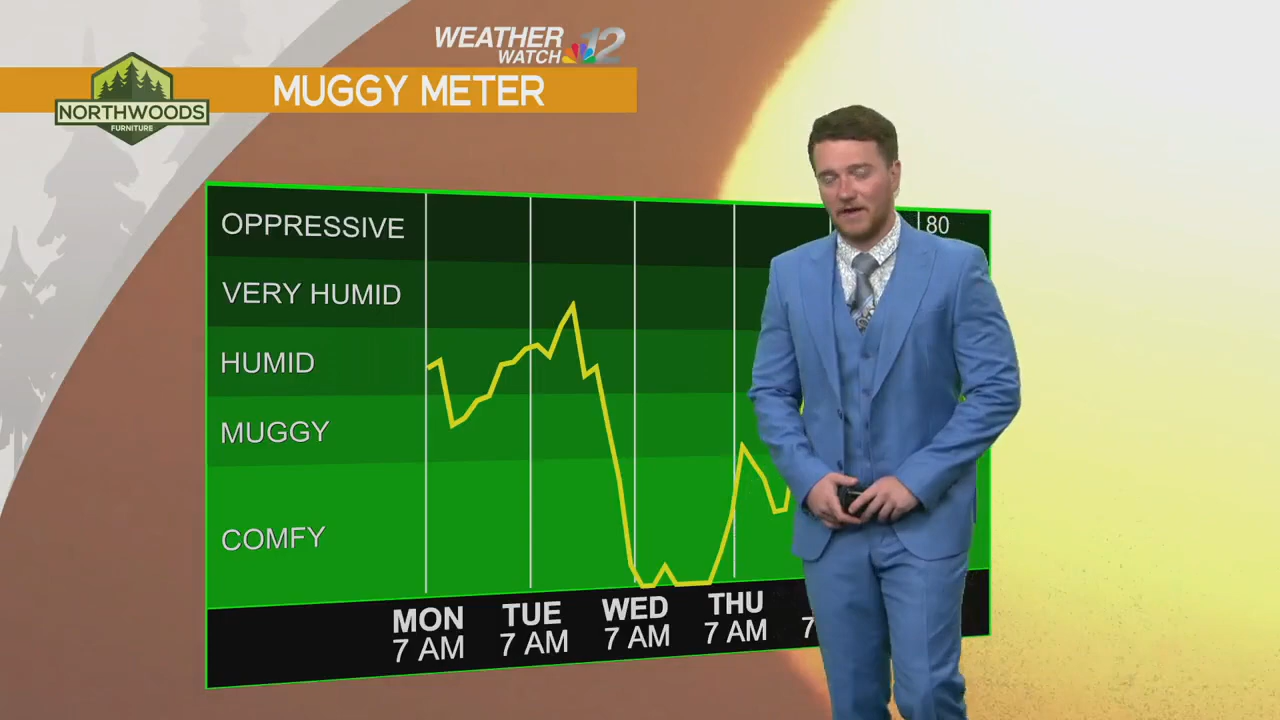 WEATHER
WATCH 12
MUGGY METER
NORTHWOODS
FURNITURE
OPPRESSIVE
80
VERY HUMID
HUMID
MUGGY
COMFY
MON TUE WED THU
7 AM 7 AM 7 AM 7 AM 7